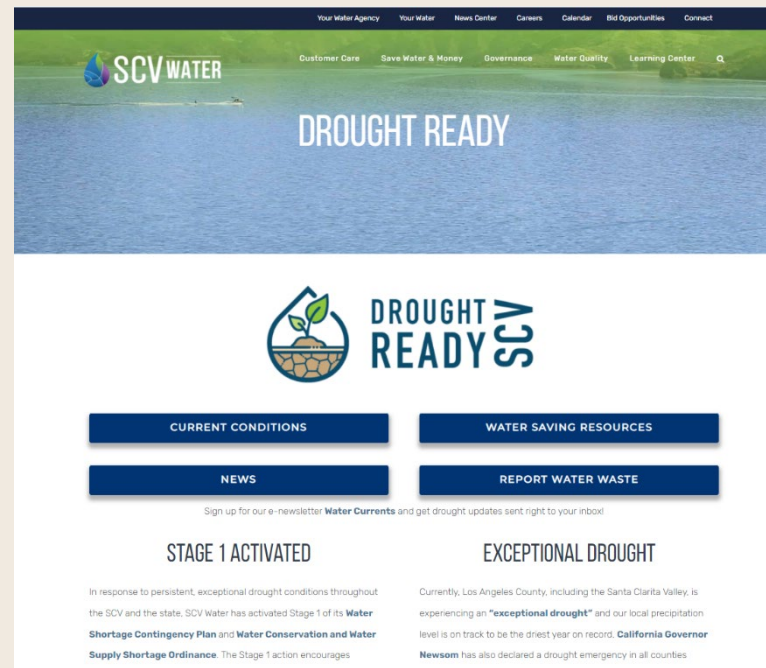 Your Water Agency Your Water News Center Careers Calendar Bid Opportunities Connect
SCV WATER
Customer Care Save Water & Money Governance Water Quality Learning Center
DROUGHT READY
DROUGHT
READY
SCV
CURRENT CONDITIONS
WATER SAVING RESOURCES
NEWS
REPORT WATER WASTE
Sign up for our e-newsletter Water Currents and get drought updates sent right to your inbox!
STAGE 1 ACTIVATED
In response to persistent, exceptional drought conditions throughout
the SCV and the state, SCV Water has activated Stage 1 of its Water
Shortage Contingency Plan and Water Conservation and Water
Supply Shortage Ordinance. The Stage 1 action encourages
EXCEPTIONAL DROUGHT
Currently, Los Angeles County, including the Santa Clarita Valley, is
experiencing an “exceptional drought” and our local precipitation
level is on track to be the driest year on record. California Governor
Newsom has also declared a drought emergency in all counties